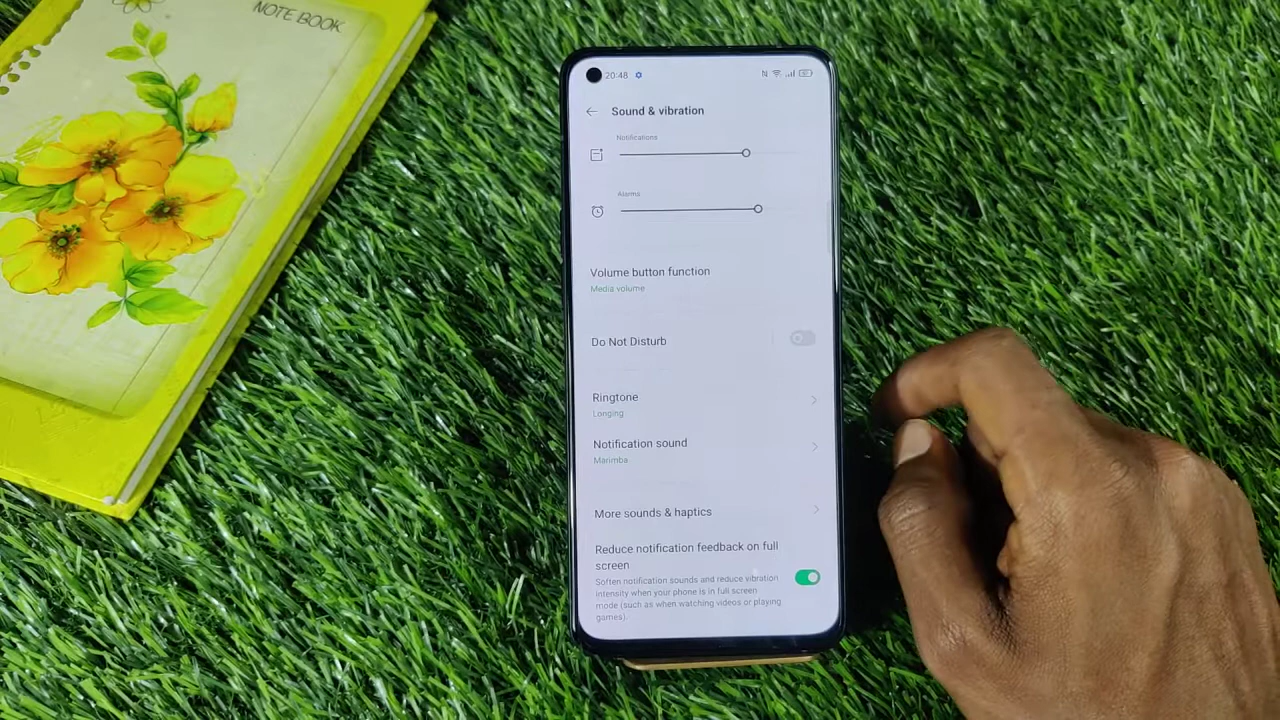 NOTE BOOK
20:48
Sound & vibration
Notifications
Alarms
Volume button function
Media volume
Do Not Disturb
Ringtone
Longing
Notification sound
Marimba
More sounds & haptics
Reduce notification feedback on full
screen
Soften notification sounds and reduce vibration
intensity when your phone is in full screen
mode (such as when watching videos or playing
games).